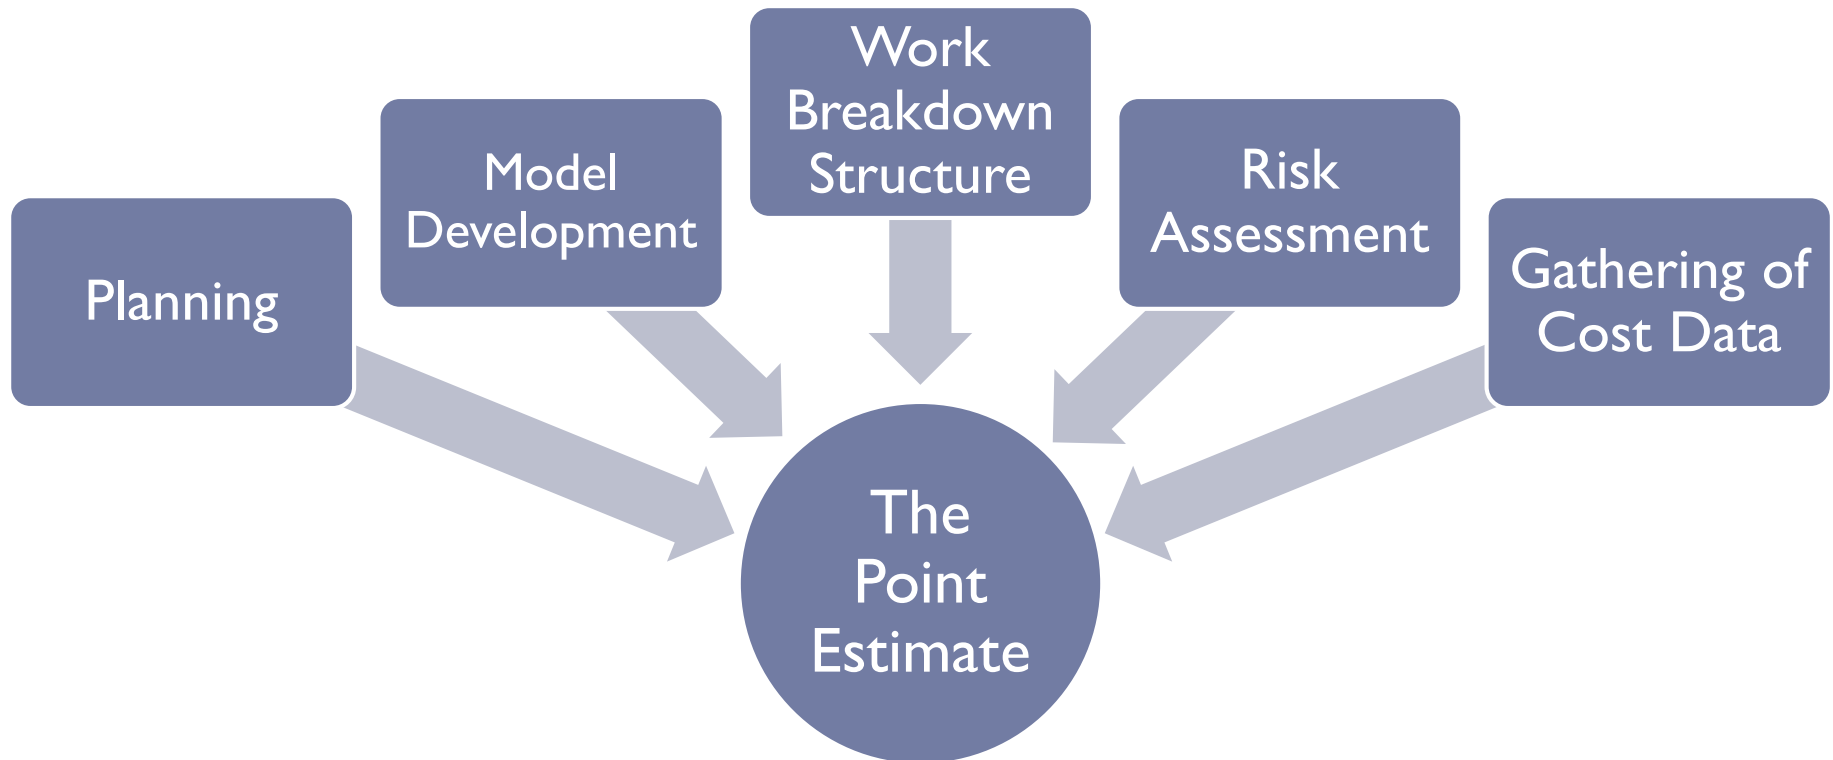 Planning
Model
Development
Work
Breakdown
Structure
Risk
Assessment
Gathering of
Cost Data
The
Point
Estimate